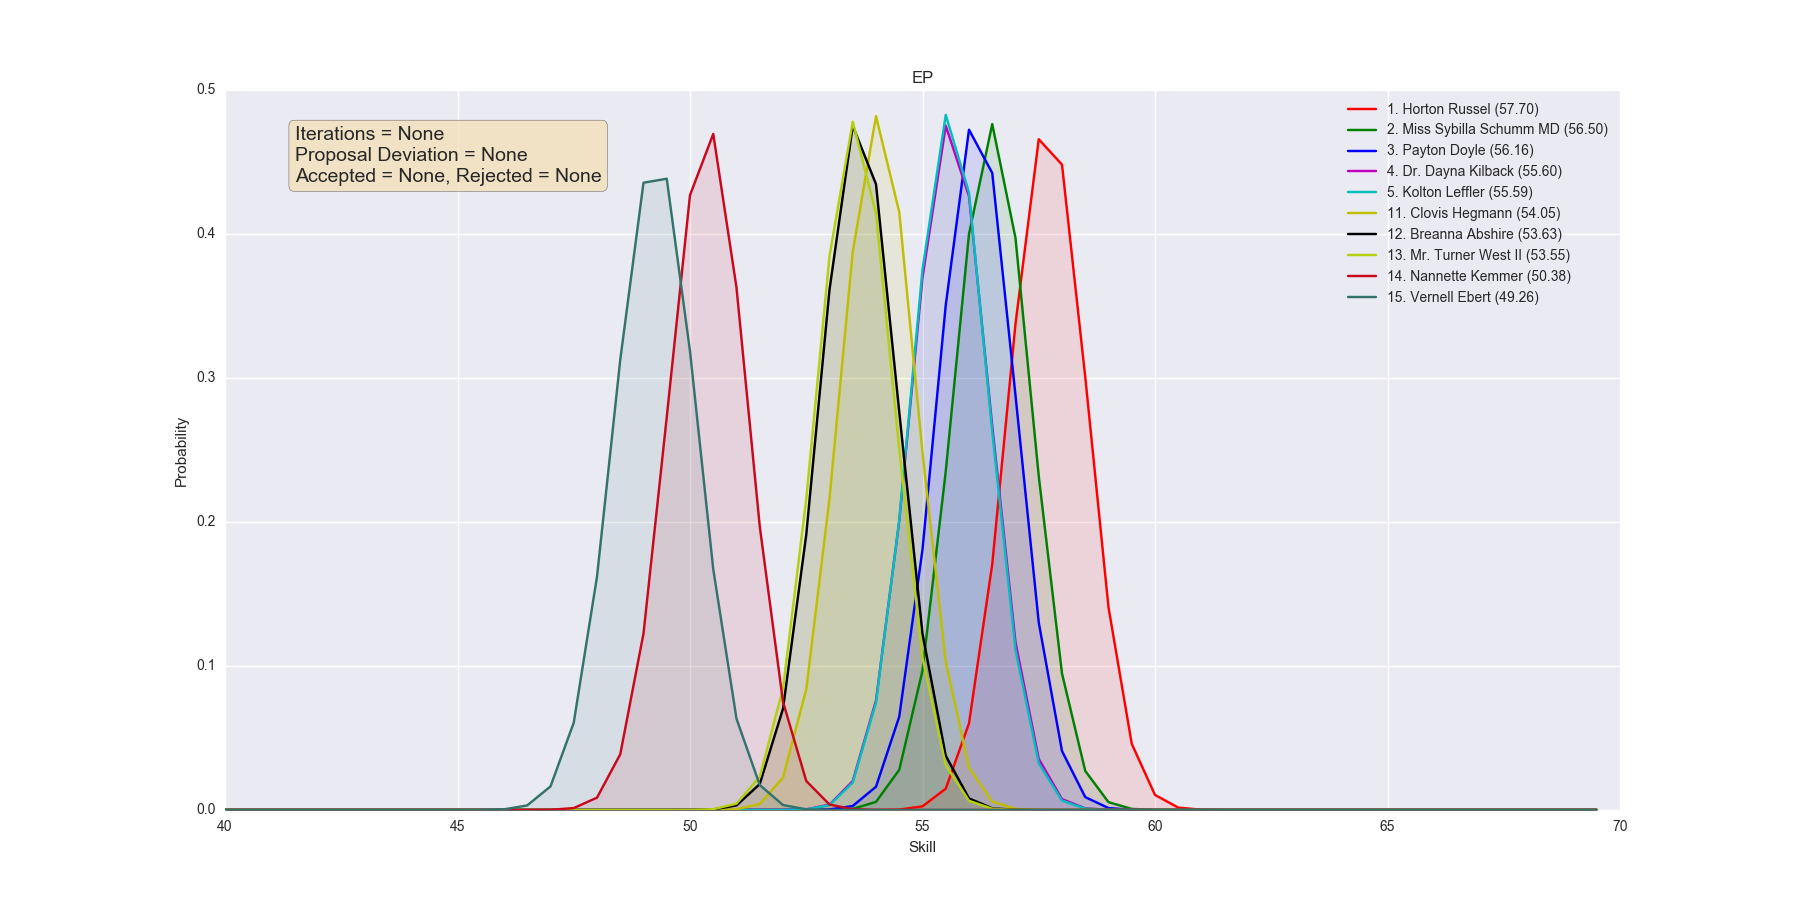 EP
Iterations = None
Proposal Deviation = None
Accepted = None, Rejected = None
1. Horton Russel (57.70)
2. Miss Sybilla Schumm MD (56.50)
3. Payton Doyle (56.16)
4. Dr. Dayna Kilback (55.60)
5. Kolton Leffler (55.59)
11. Clovis Hegmann (54.05)
12. Breanna Abshire (53.63)
13. Mr. Turner West II (53.55)
14. Nannette Kemmer (50.38)
15. Vernell Ebert (49.26)
Probability
0.5
0.4
0.3
0.2
0.1
0.0
40 45 50 55 60 65 70
Skill